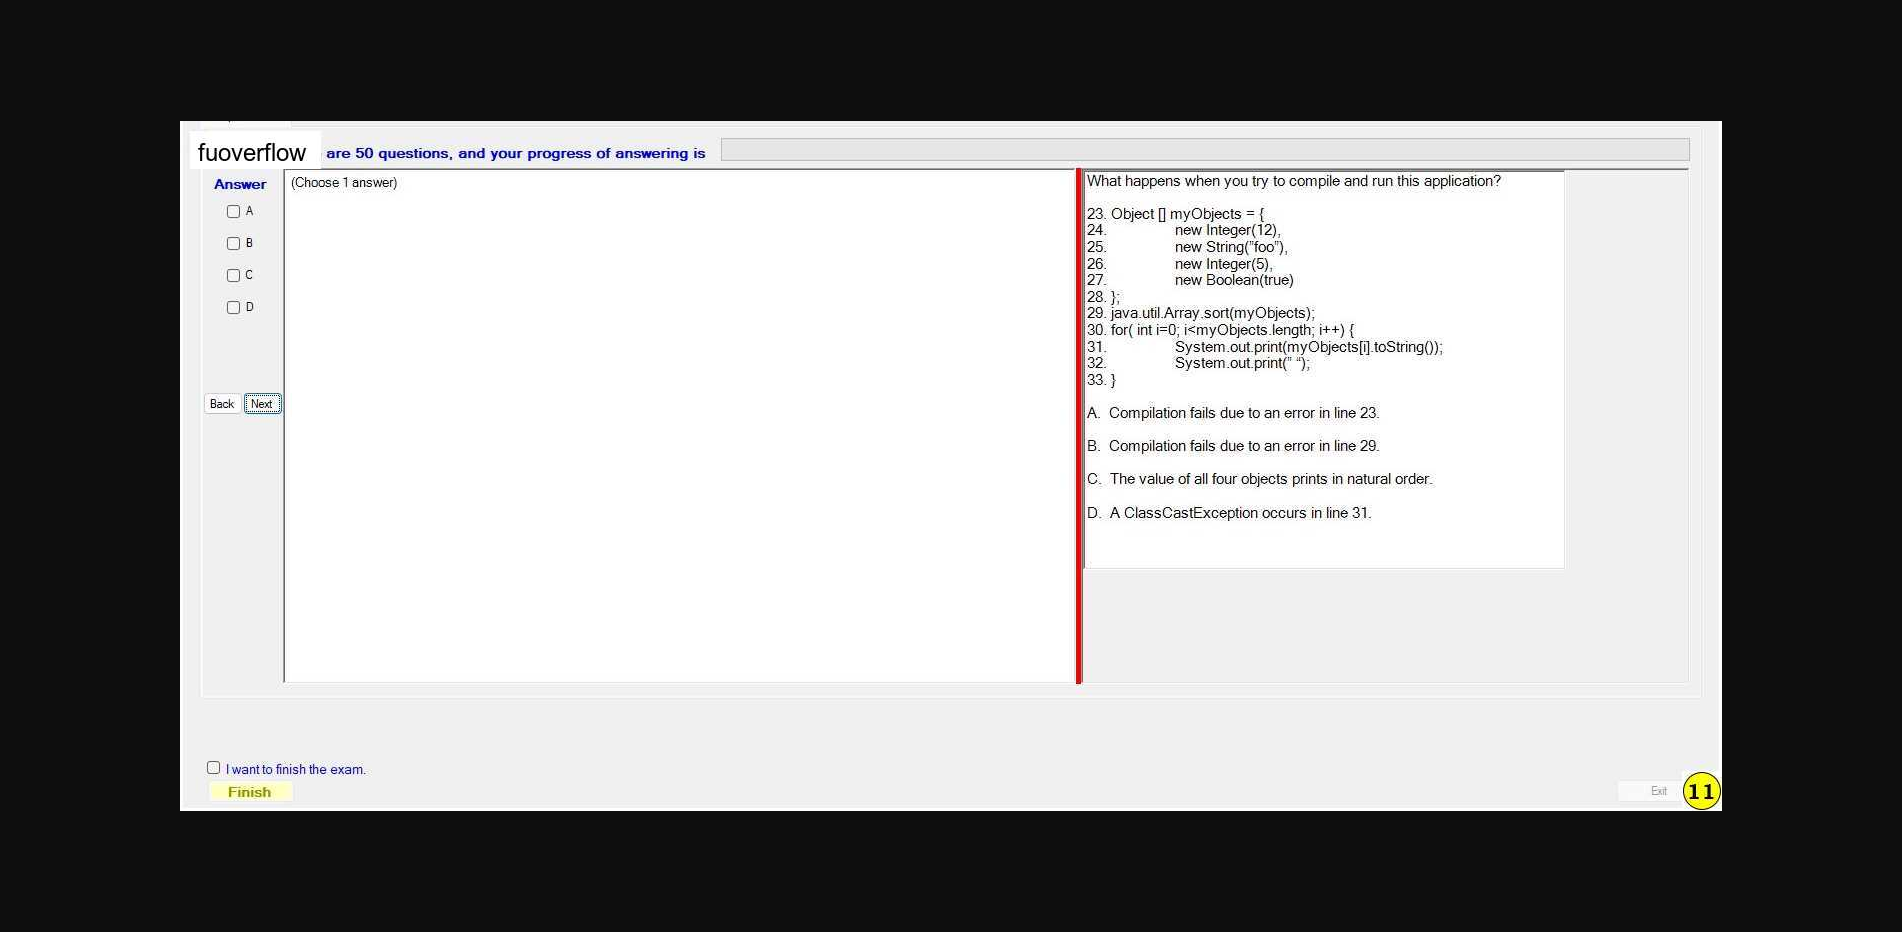 fuoverflow are 50 questions, and your progress of answering is
Answer
A
B
C
D
Back Next
(Choose 1 answer)
What happens when you try to compile and run this application?
23. Object [] myObjects = {
24. new Integer(12),
25. new String("foo"),
26. new Integer(5),
27. new Boolean(true)
28. };
29. java.util.Array.sort(myObjects);
30. for( int i=0; i<myObjects.length; i++) {
31. System.out.print(myObjects[i].toString());
32. System.out.print(” “);
33. }
A. Compilation fails due to an error in line 23.
B. Compilation fails due to an error in line 29.
C. The value of all four objects prints in natural order.
D. A ClassCastException occurs in line 31.
I want to finish the exam.
Finish
Exit
11